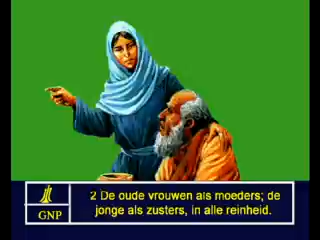 2 De oude vrouwen als moeders; de
jonge als zusters, in alle reinheid.
GNP